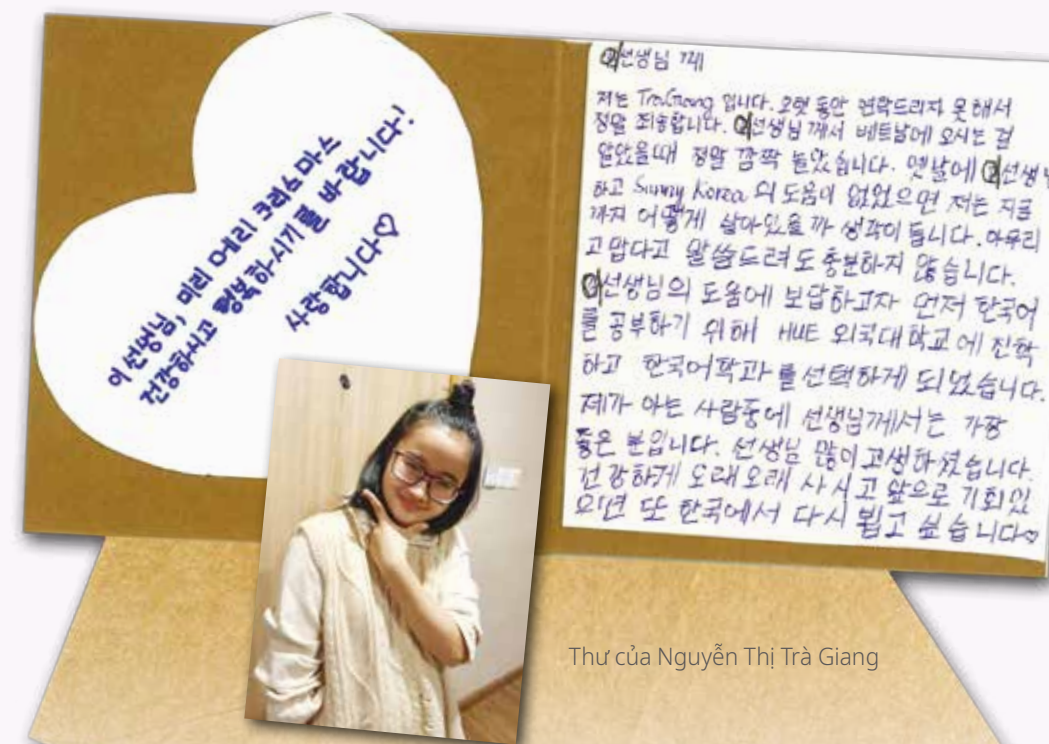 이선생님, 미리 메리 크리스마스
건강하시고 행복하시기를 바랍니다!
사랑합니다♡
이선생님 께
저는 TraGiang 입니다. 오랫 동안 연락드리지 못해서
정말 죄송합니다. 이선생님 께서 베트남에 오시는 걸
알았을때 정말 깜짝 놀았습니다. 옛날에 이선생님
하고 Sunny Korea 의 도움이 없었으면 저는 지금
까지 어떻게 살아있을까 생각이 듭니다. 아무리
고맙다고 말씀드려도 충분하지 않습니다.
이선생님의 도움에 보답하고자 먼저 한국어
를 공부하기 위해 HUE 외국대학교에 진학
하고 한국어학과를 선택하게 되었습니다.
제가 아는 사람중에 선생님께서는 가장
좋은 분입니다. 선생님 많이 고생하셨습니다.
건강하게 오래오래 사시고 앞으로 기회있
으면 또 한국에서 다시 뵙고 싶습니다♡
Thư của Nguyễn Thị Trà Giang